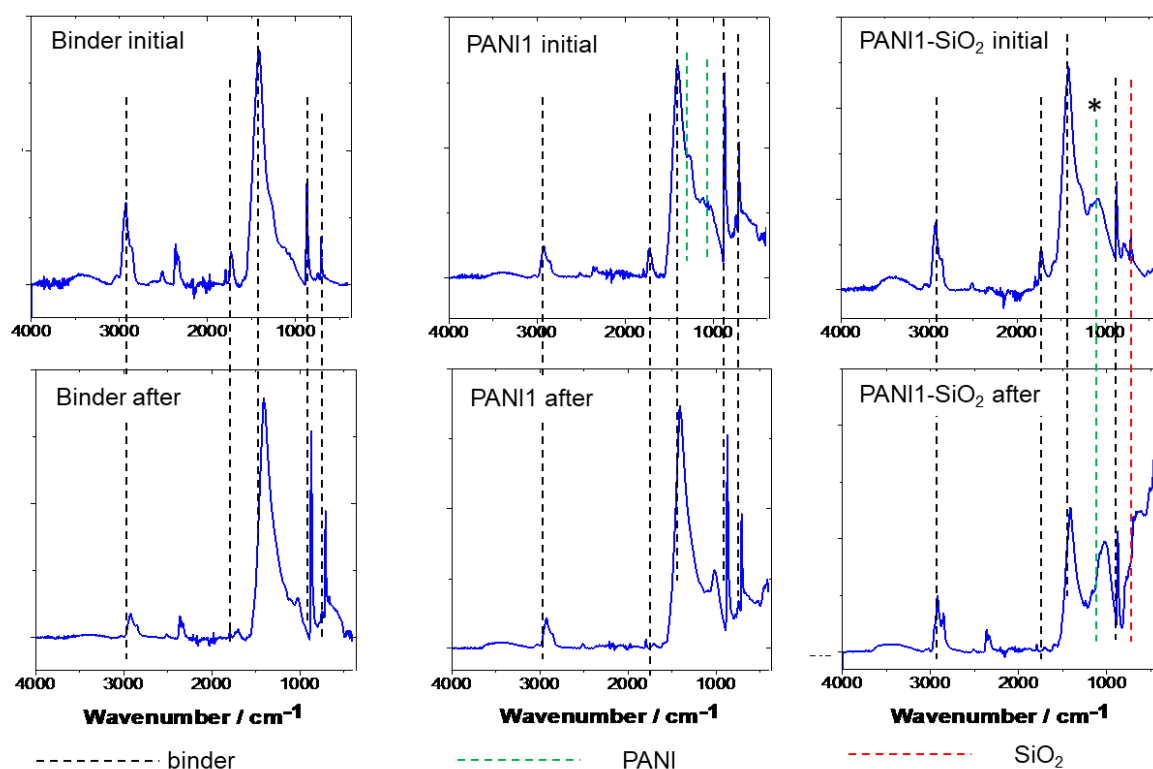 Binder initial
PANI1 initial
PANI1-SiO₂ initial
*
4000 3000 2000 1000
4000 3000 2000 1000
4000 3000 2000 1000
Binder after
PANI1 after
PANI1-SiO₂ after
4000 3000 2000 1000
4000 3000 2000 1000
4000 3000 2000 1000
Wavenumber / cm⁻¹
Wavenumber / cm⁻¹
Wavenumber / cm⁻¹
binder
PANI
SiO₂